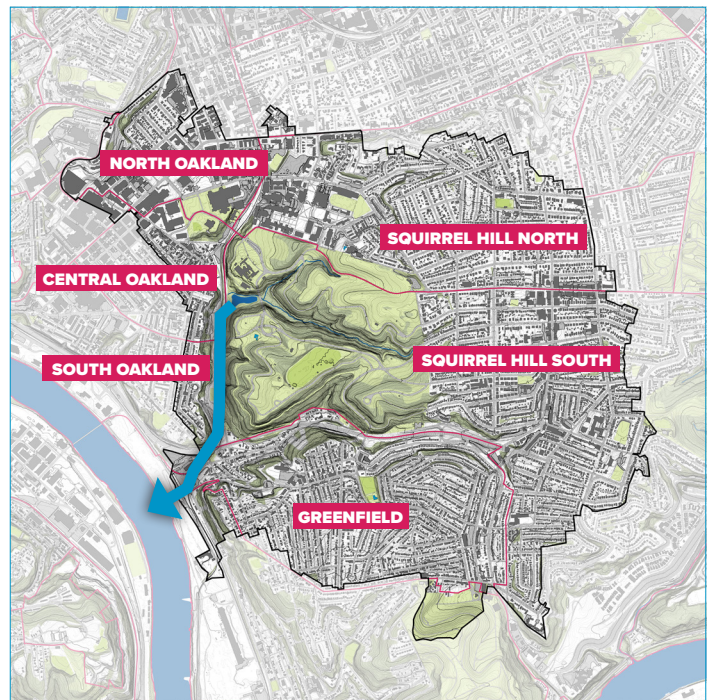 NORTH OAKLAND
SQUIRREL HILL NORTH
CENTRAL OAKLAND
SQUIRREL HILL SOUTH
SOUTH OAKLAND
GREENFIELD